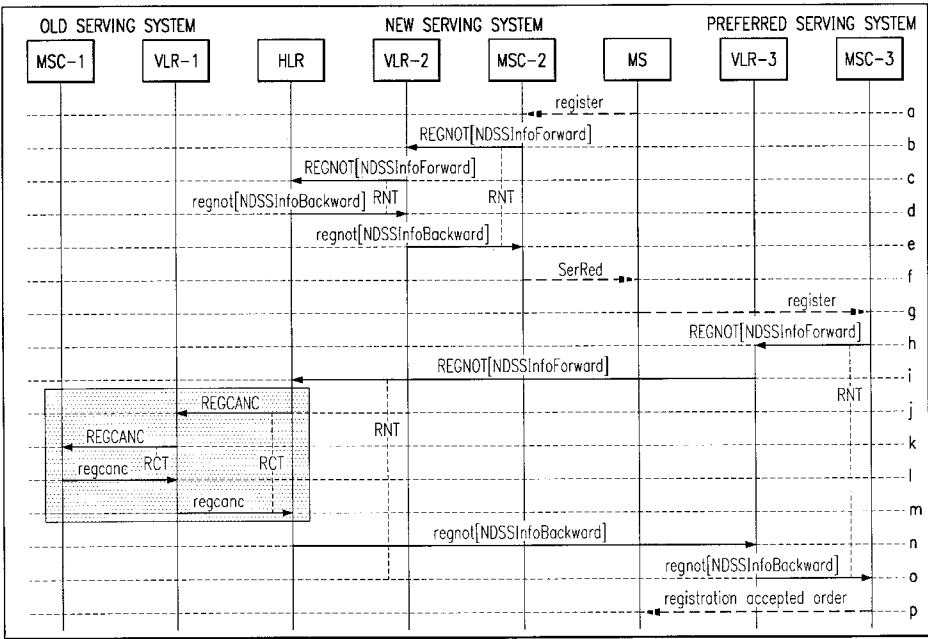 OLD SERVING SYSTEM NEW SERVING SYSTEM PREFERRED SERVING SYSTEM
MSC-1 VLR-1 HLR VLR-2 MSC-2 MS VLR-3 MSC-3
register a
REGNOT[NDSSInfoForward] b
REGNOT[NDSSInfoForward] c
regnot[NDSSInfoBackward] RNT RNT d
regnot[NDSSInfoBackward] e
SerRed f
register g
REGNOT[NDSSInfoForward] h
REGNOT[NDSSInfoForward] i
RNT
REGCANC j
RNT
REGCANC k
RCT RCT
regcanc l
regcanc m
regnot[NDSSInfoBackward] n
regnot[NDSSInfoBackward] o
registration accepted order p